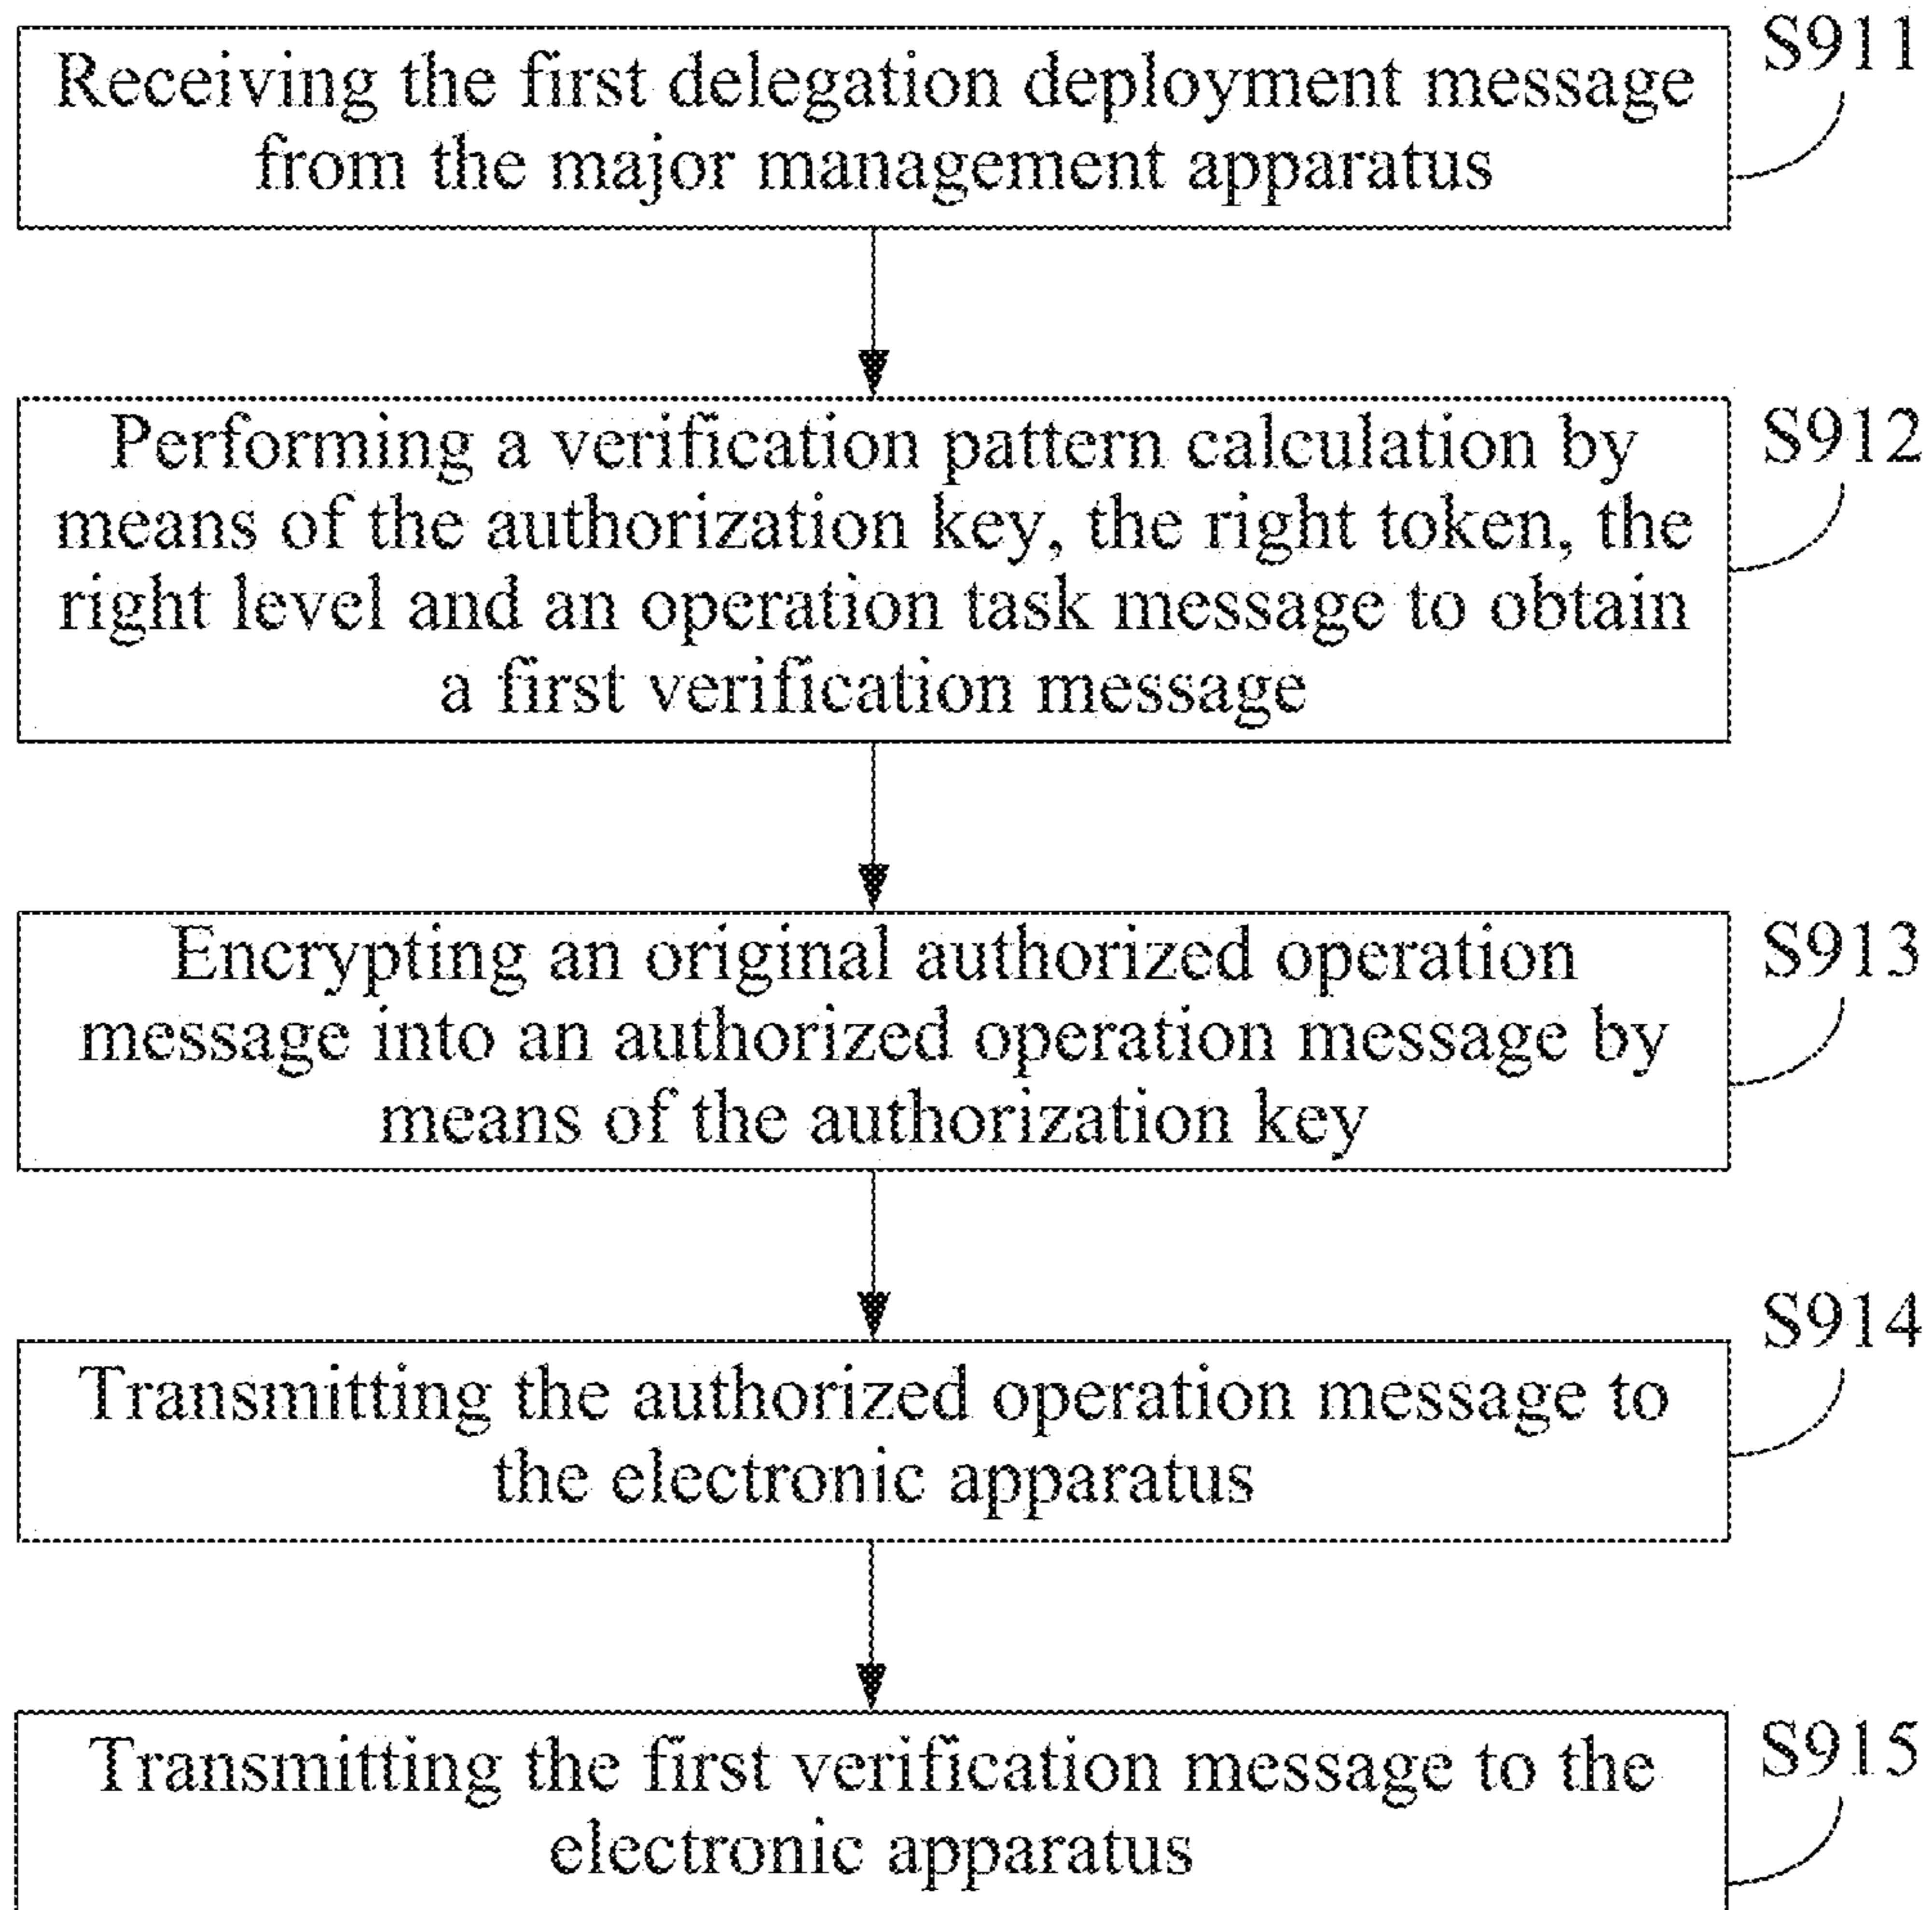 S911
Receiving the first delegation deployment message
from the major management apparatus
S912
Performing a verification pattern calculation by
means of the authorization key, the right token, the
right level and an operation task message to obtain
a first verification message
S913
Encrypting an original authorized operation
message into an authorized operation message by
means of the authorization key
S914
Transmitting the authorized operation message to
the electronic apparatus
S915
Transmitting the first verification message to the
electronic apparatus